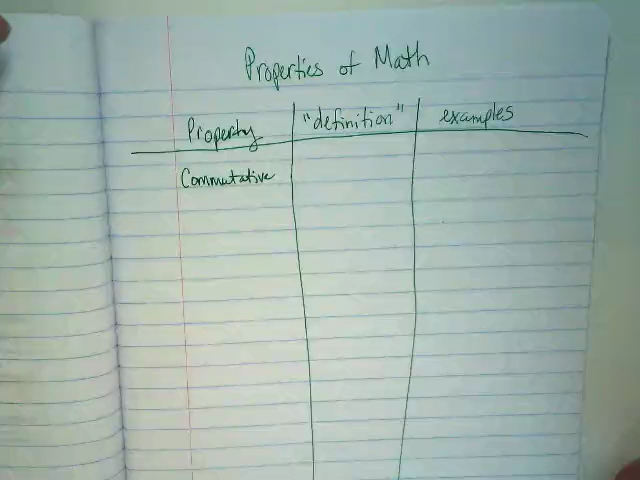 Properties of Math
Property "definition" examples
Commutative